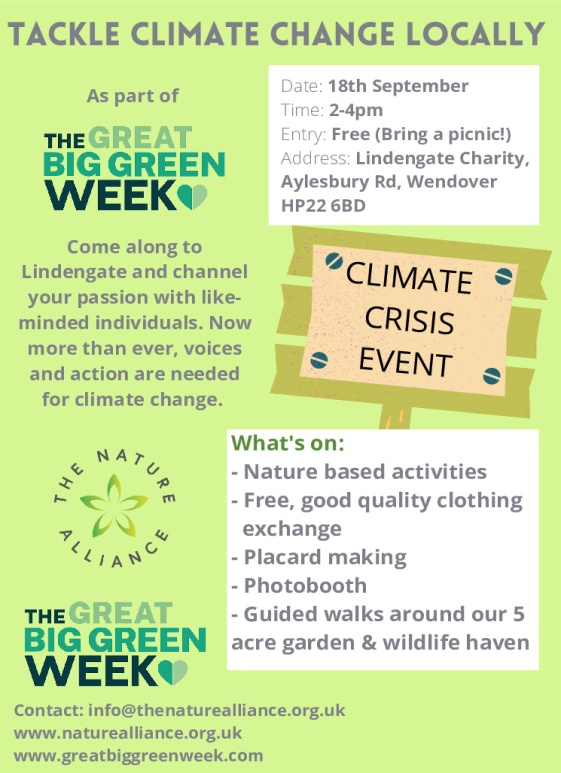 TACKLE CLIMATE CHANGE LOCALLY
As part of
THE GREAT
BIG GREEN
WEEK
Date: 18th September
Time: 2-4pm
Entry: Free (Bring a picnic!)
Address: Lindengate Charity,
Aylesbury Rd, Wendover
HP22 6BD
Come along to
Lindengate and channel
your passion with like-
minded individuals. Now
more than ever, voices
and action are needed
for climate change.
CLIMATE
CRISIS
EVENT
THE NATURE
ALLIANCE
THE GREAT
BIG GREEN
WEEK
What's on:
- Nature based activities
- Free, good quality clothing
exchange
- Placard making
- Photobooth
- Guided walks around our 5
acre garden & wildlife haven
Contact: info@thenaturealliance.org.uk
www.naturealliance.org.uk
www.greatbiggreenweek.com